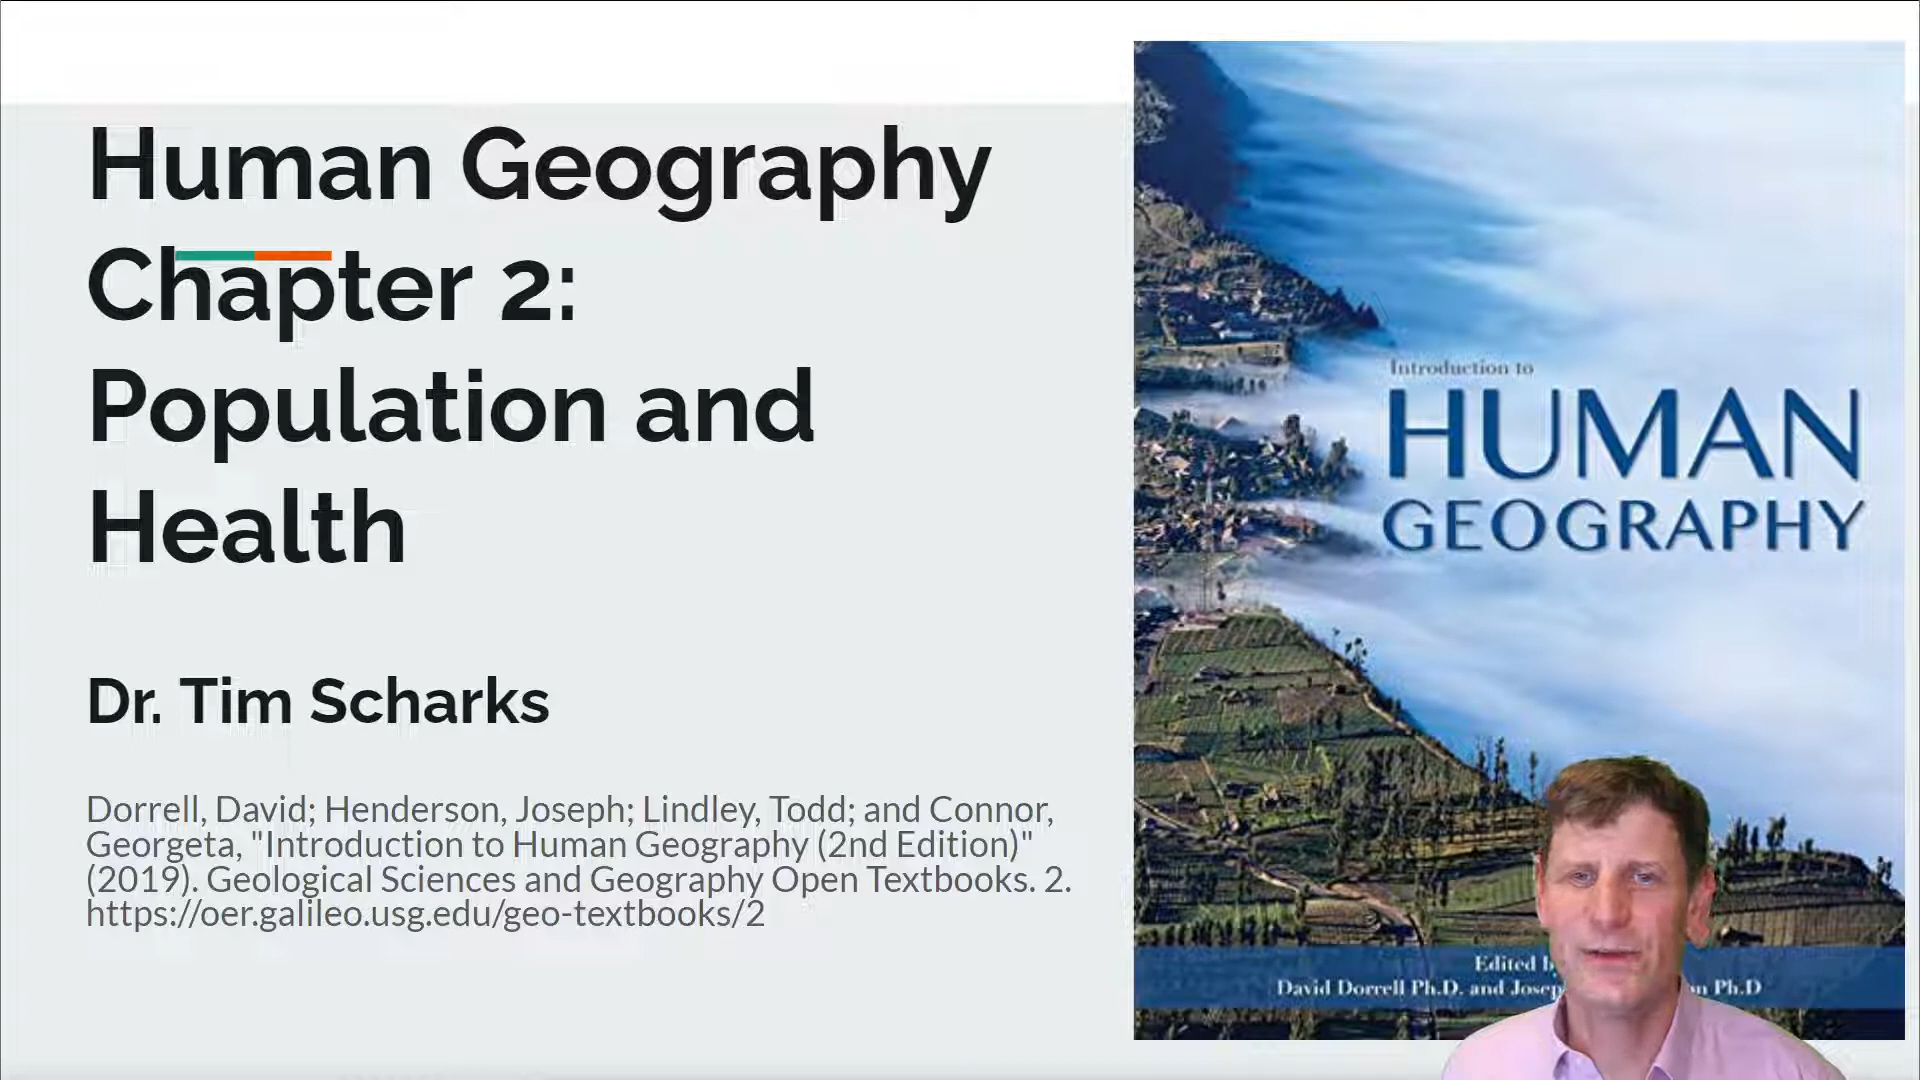 Human Geography
Chapter 2:
Population and
Health
Dr. Tim Scharks
Dorrell, David; Henderson, Joseph; Lindley, Todd; and Connor,
Georgeta, "Introduction to Human Geography (2nd Edition)"
(2019). Geological Sciences and Geography Open Textbooks. 2.
https://oer.galileo.usg.edu/geo-textbooks/2
Introduction to
HUMAN
GEOGRAPHY
Edited
David Dorrell Ph.D. and Ph.D